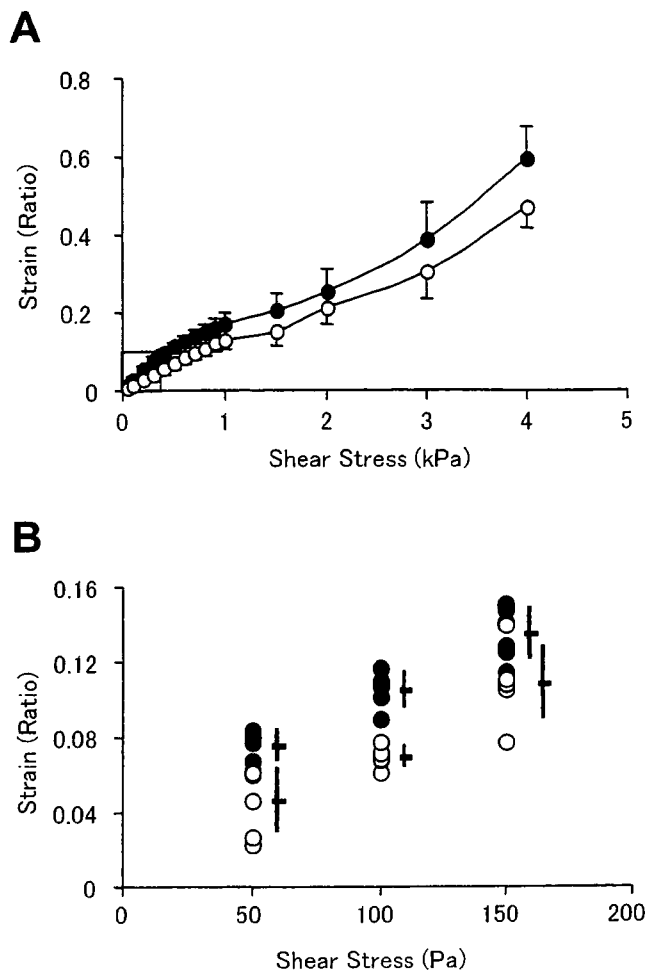 A
0.8
0.6
0.4
0.2
0
Strain (Ratio)
0 1 2 3 4 5
Shear Stress (kPa)
B
0.16
0.12
0.08
0.04
0
Strain (Ratio)
0 50 100 150 200
Shear Stress (Pa)